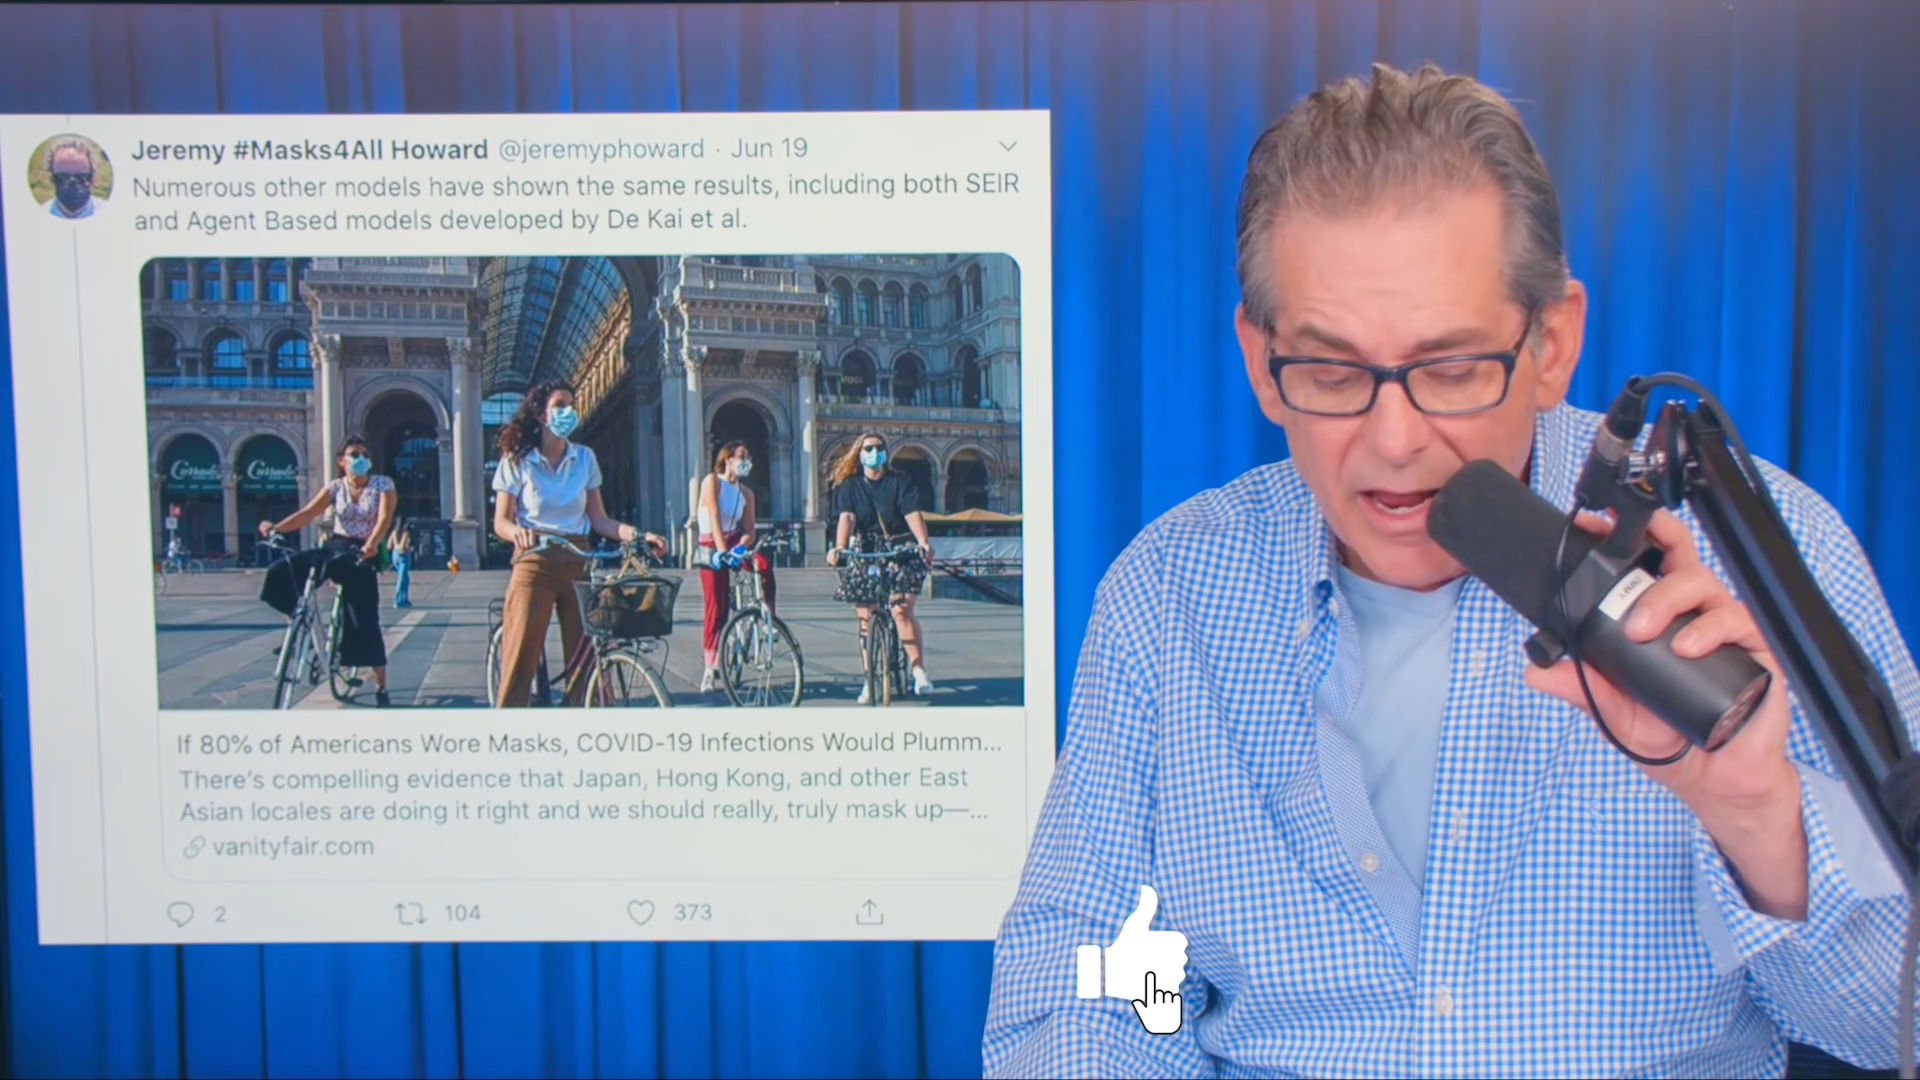 Jeremy #Masks4All Howard @jeremyphoward · Jun 19
Numerous other models have shown the same results, including both SEIR
and Agent Based models developed by De Kai et al.
If 80% of Americans Wore Masks, COVID-19 Infections Would Plumm...
There's compelling evidence that Japan, Hong Kong, and other East
Asian locales are doing it right and we should really, truly mask up—...
vanityfair.com
2 104 373